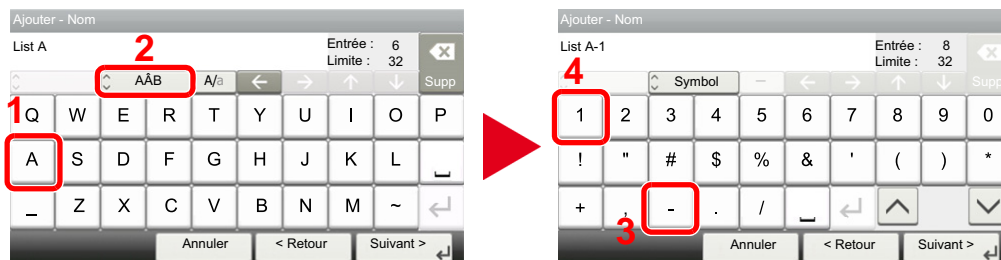 Ajouter - Nom
List A
Entrée : 6
Limite : 32
2
AÂB
A/a
Supp
1
Q W E R T Y U I O P
A S D F G H J K L
_ Z X C V B N M ~
Annuler
< Retour
Suivant >
Ajouter - Nom
List A-1
Entrée : 8
Limite : 32
4
Symbol
Supp
1 2 3 4 5 6 7 8 9 0
! " # $ % & ' ( ) *
+ , - . /
3
Annuler
< Retour
Suivant >